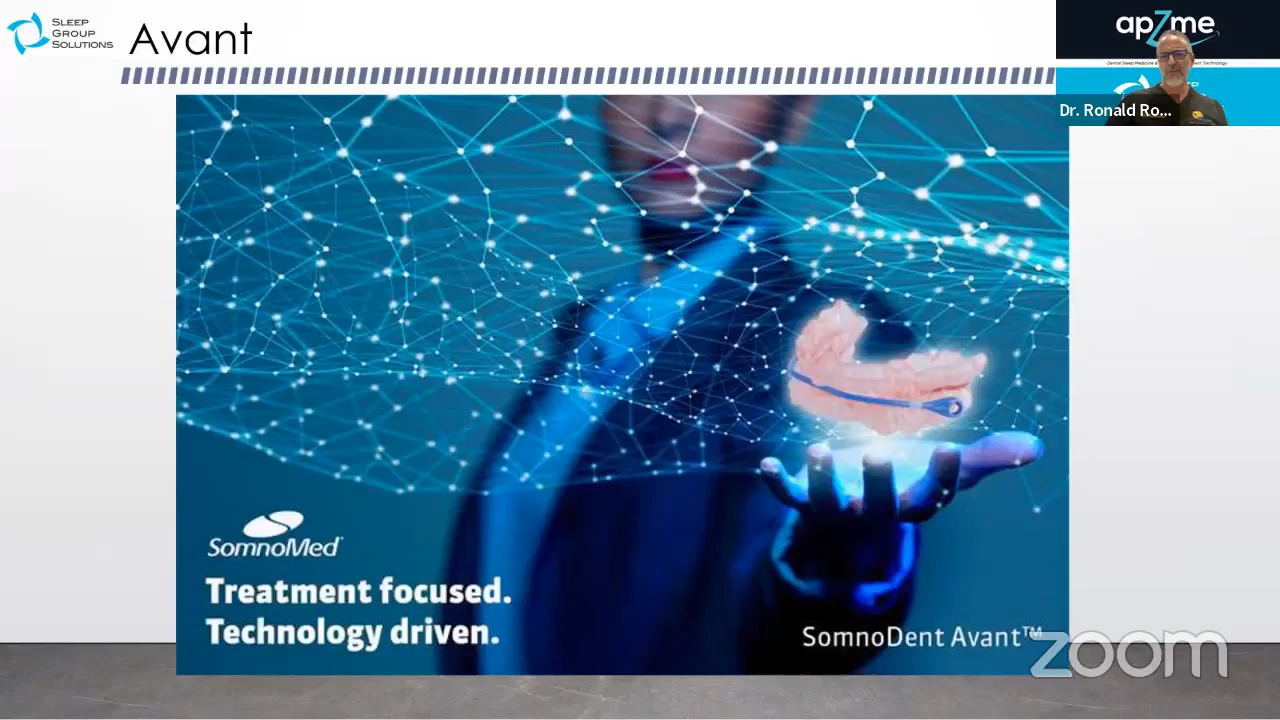 SLEEP
GROUP
SOLUTIONS
Avant
apZme
Dr. Ronald Ro...
SomnoMed
Treatment focused.
Technology driven.
SomnoDent Avant™
zoom